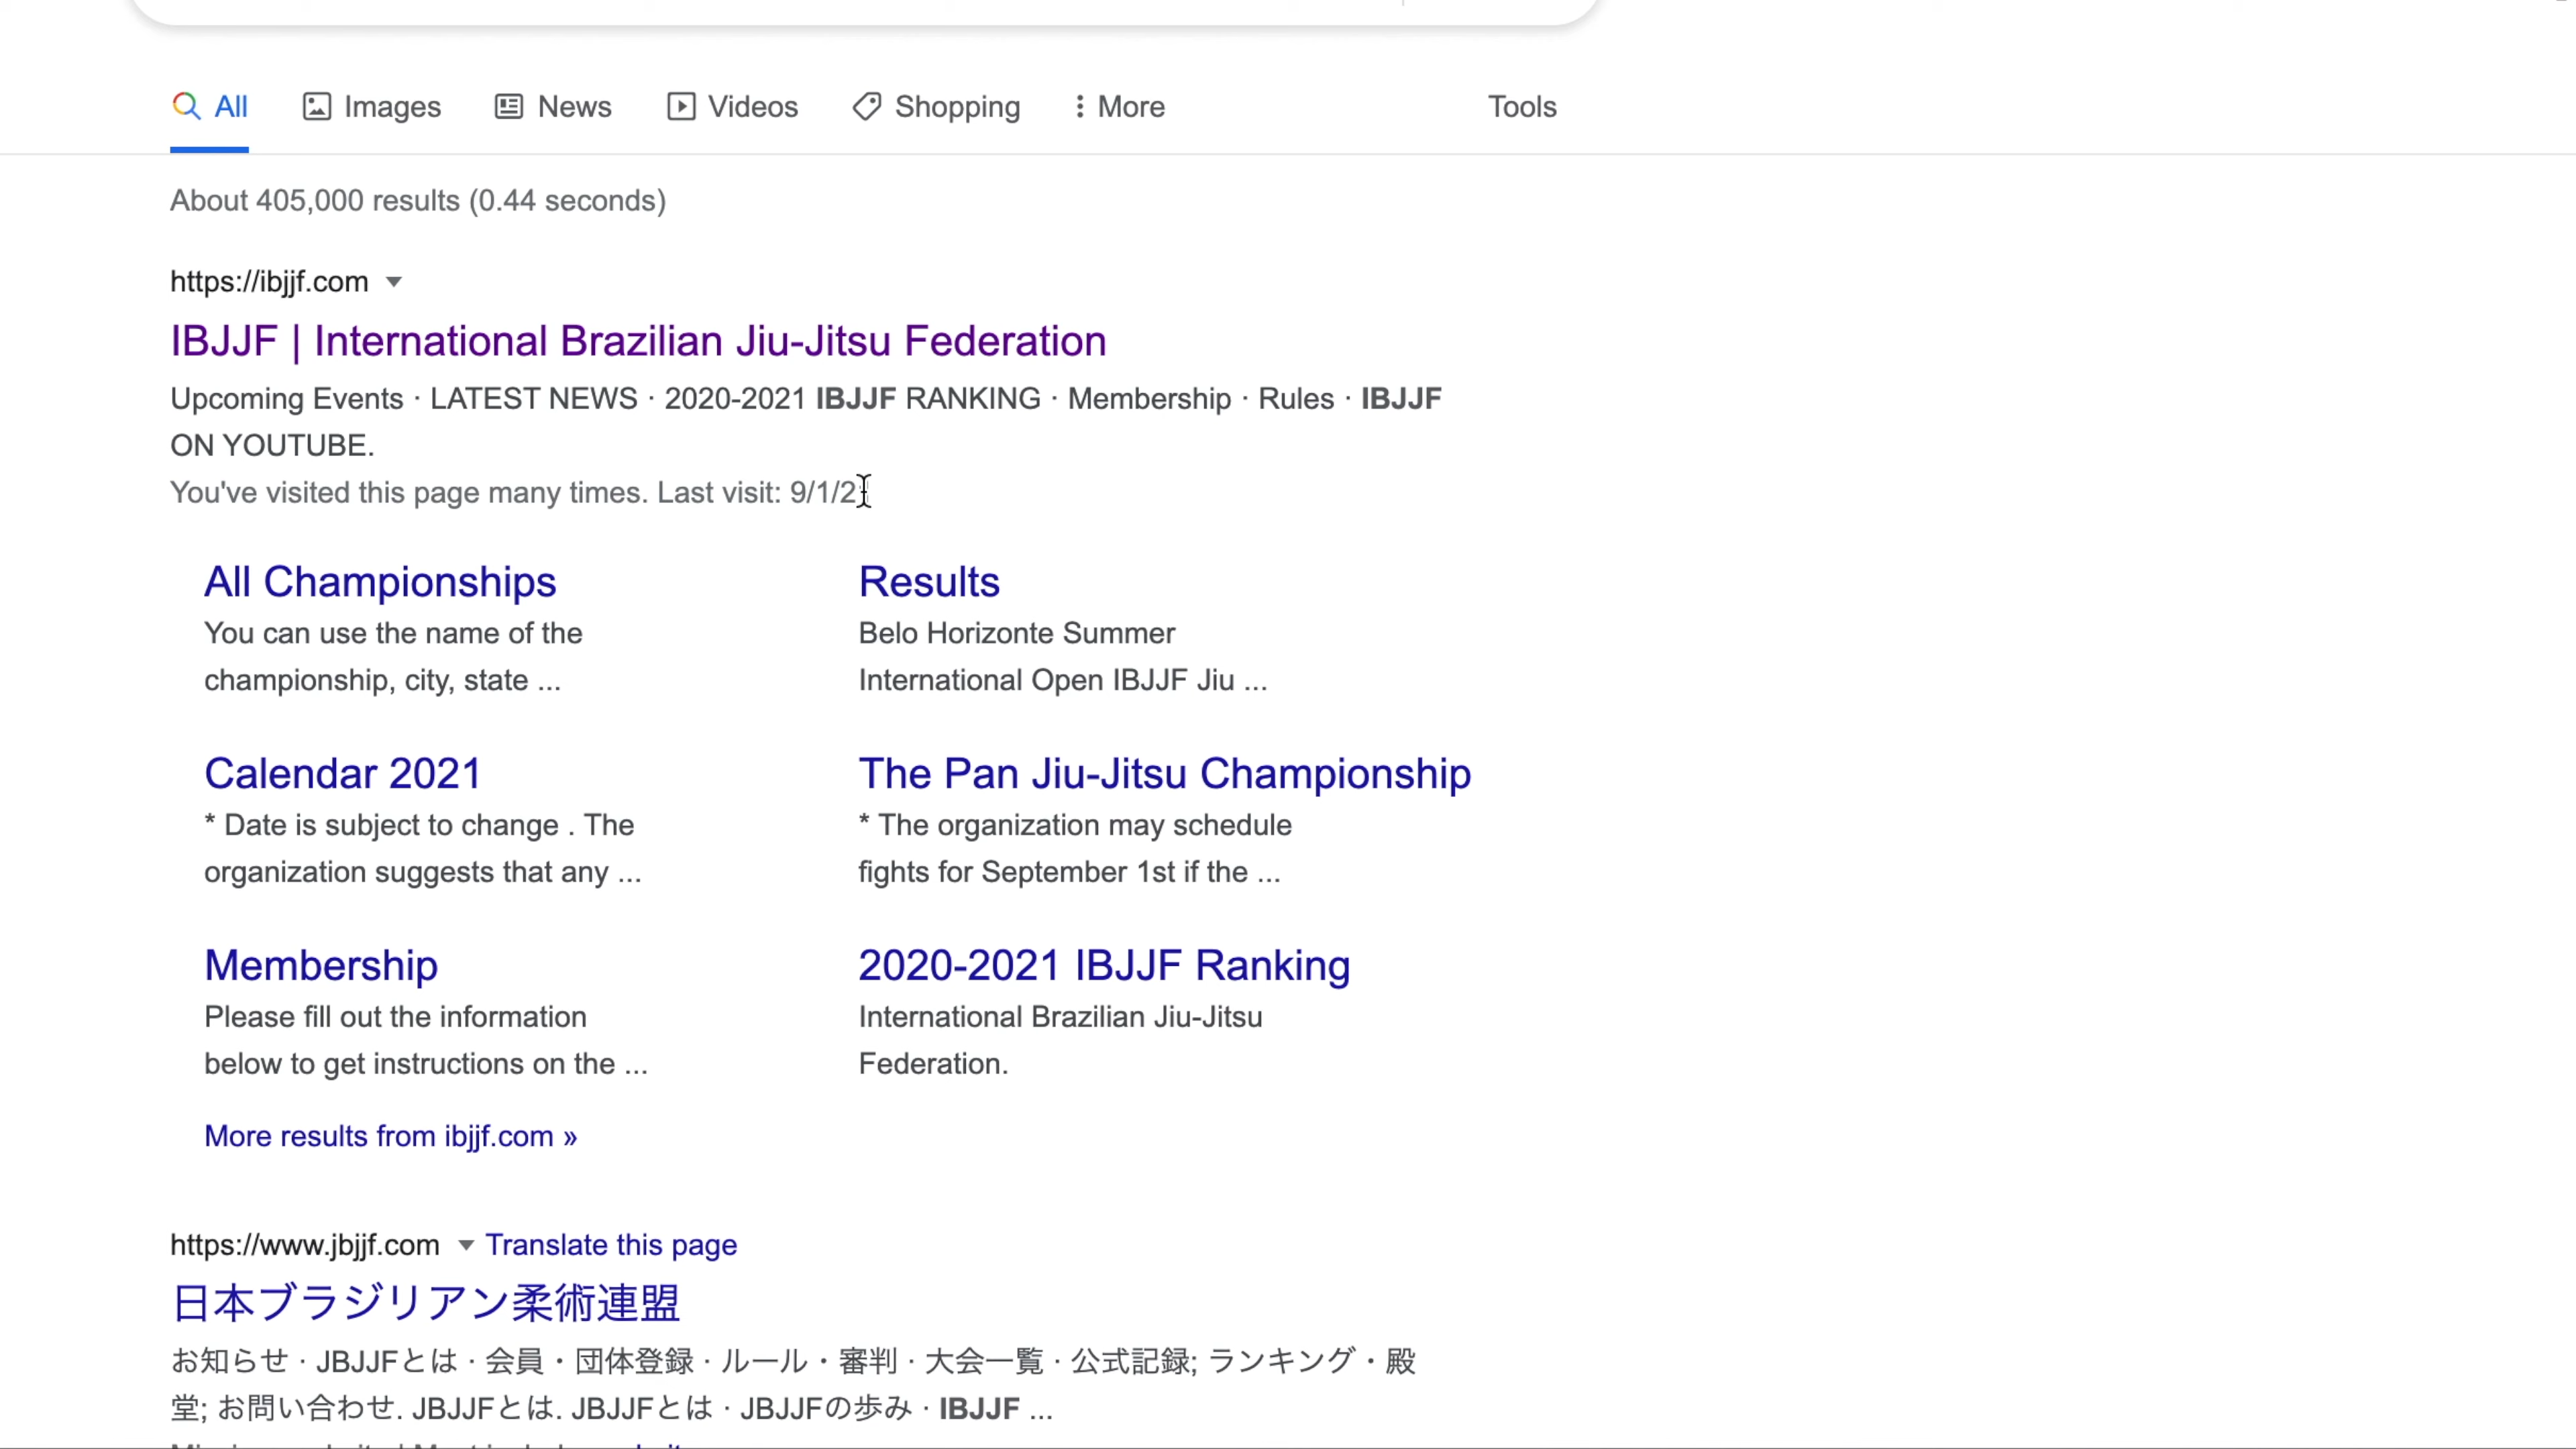 All Images News Videos Shopping More Tools
About 405,000 results (0.44 seconds)
https://ibjjf.com
IBJJF | International Brazilian Jiu-Jitsu Federation
Upcoming Events · LATEST NEWS · 2020-2021 IBJJF RANKING · Membership · Rules · IBJJF
ON YOUTUBE.
You've visited this page many times. Last visit:
All Championships
You can use the name of the
championship, city, state ...
Results
Belo Horizonte Summer
International Open IBJJF Jiu ...
Calendar 2021
* Date is subject to change . The
organization suggests that any ...
The Pan Jiu-Jitsu Championship
* The organization may schedule
fights for September 1st if the ...
Membership
Please fill out the information
below to get instructions on the ...
2020-2021 IBJJF Ranking
International Brazilian Jiu-Jitsu
Federation.
More results from ibjjf.com »
https://www.jbjjf.com Translate this page
日本ブラジリアン柔術連盟
お知らせ · JBJJFとは · 会員・団体登録 · ルール・審判 · 大会一覧 · 公式記録; ランキング・殿
堂; お問い合わせ. JBJJFとは. JBJJFとは · JBJJFの歩み · IBJJF ...